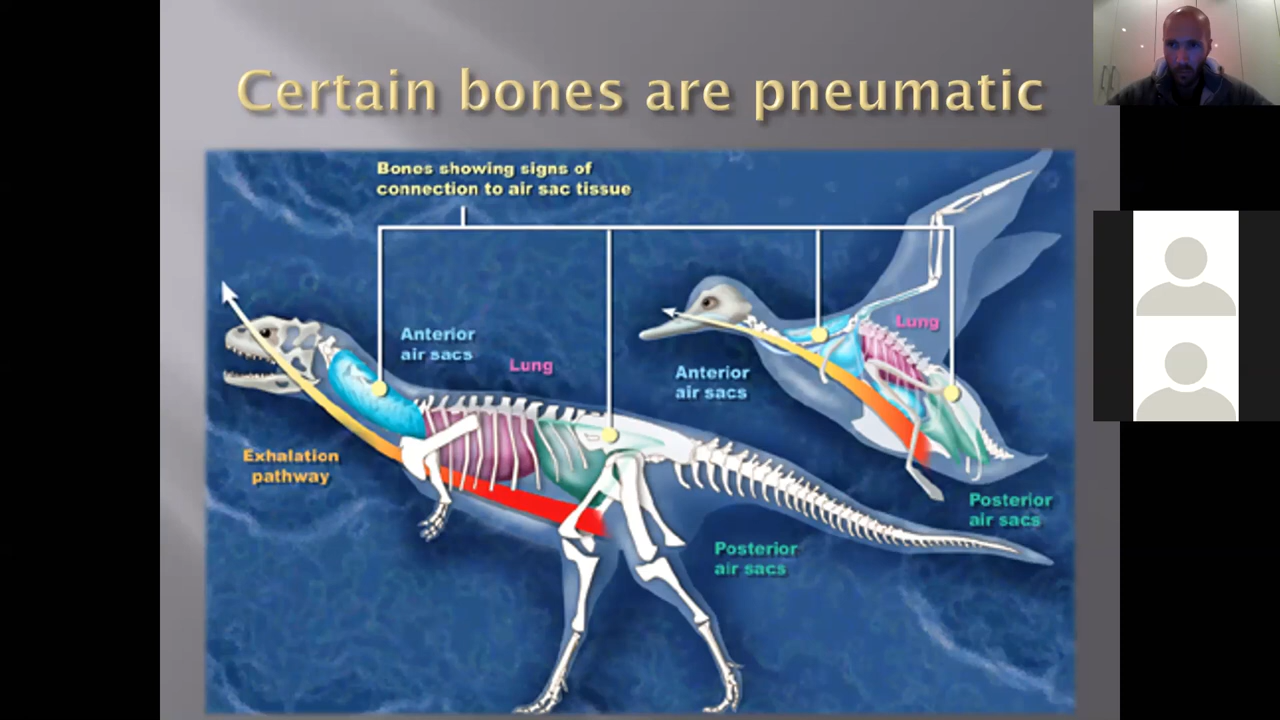 Certain bones are pneumatic
Bones showing signs of
connection to air sac tissue
Anterior
air sacs
Lung
Exhalation
pathway
Posterior
air sacs
Lung
Anterior
air sacs
Posterior
air sacs